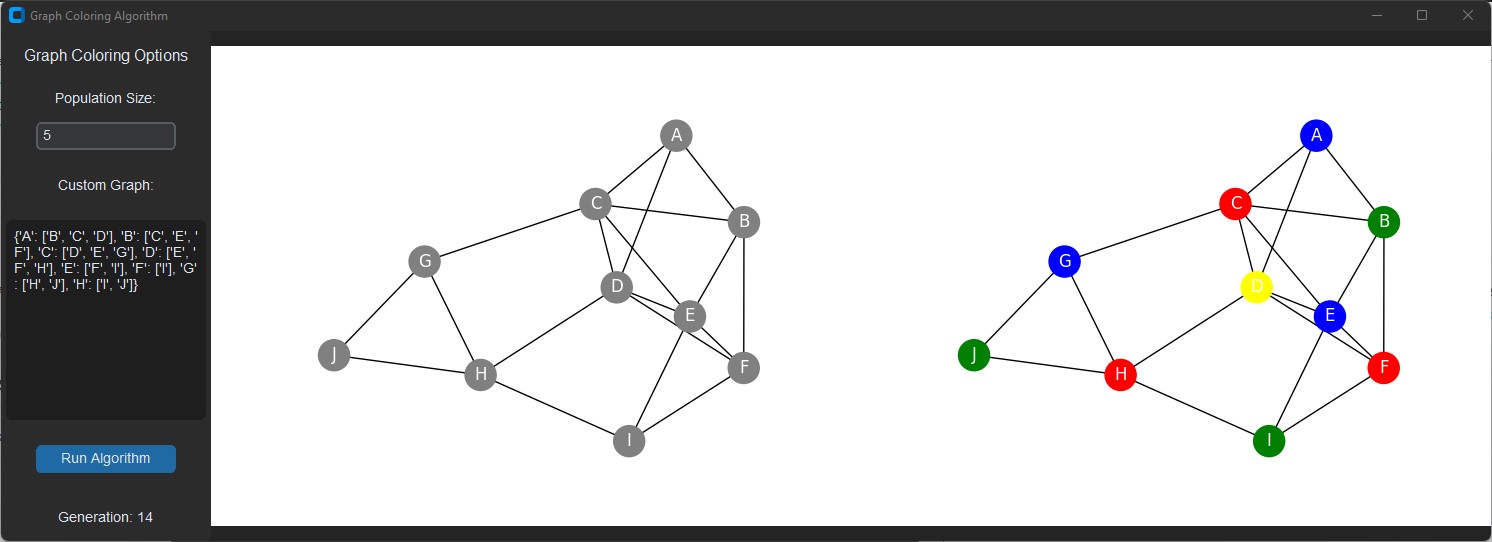 Graph Coloring Algorithm
Graph Coloring Options
Population Size:
5
Custom Graph:
{'A': ['B', 'C', 'D'], 'B': ['C', 'E', '
F'], 'C': ['D', 'E', 'G'], 'D': ['E', '
F', 'H'], 'E': ['F', 'I'], 'F': ['I'], 'G'
: ['H', 'J'], 'H': ['I', 'J']}
Run Algorithm
Generation: 14
A
C
B
G
D
E
J
H
F
I
A
C
B
G
D
E
J
H
F
I